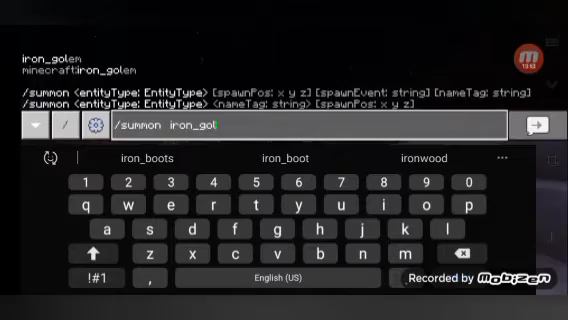 iron_golem
minecraft:iron_golem
/summon <entityType: EntityType> [spawnPos: x y z] [spawnEvent: string] [nameTag: string]
/summon <entityType: EntityType> <nameTag: string> [spawnPos: x y z]
/ /summon iron_gol
iron_boots iron_boot ironwood ...
1 2 3 4 5 6 7 8 9 0
q w e r t y u i o p
a s d f g h j k l
z x c v b n m
!#1 , English (US)
Recorded by Mobizen